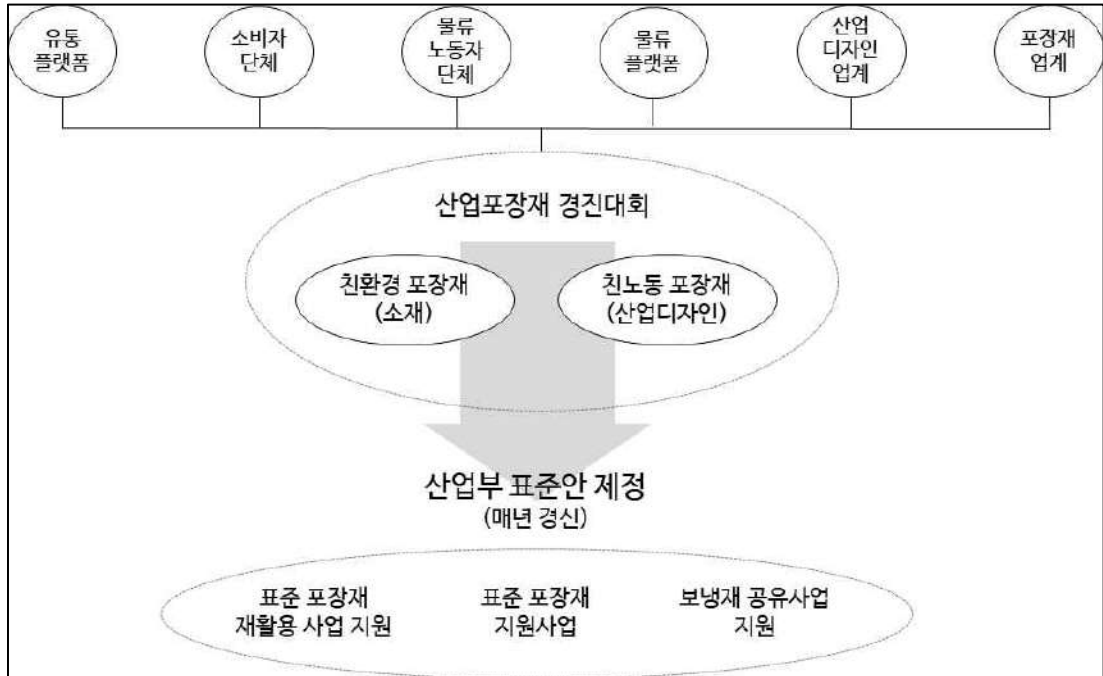 유통
플랫폼
소비자
단체
물류
노동자
단체
물류
플랫폼
산업
디자인
업계
포장재
업계
산업포장재 경진대회
친환경 포장재
(소재)
친노동 포장재
(산업디자인)
산업부 표준안 제정
(매년 경신)
표준 포장재
재활용 사업 지원
표준 포장재
지원사업
보냉재 공유사업
지원